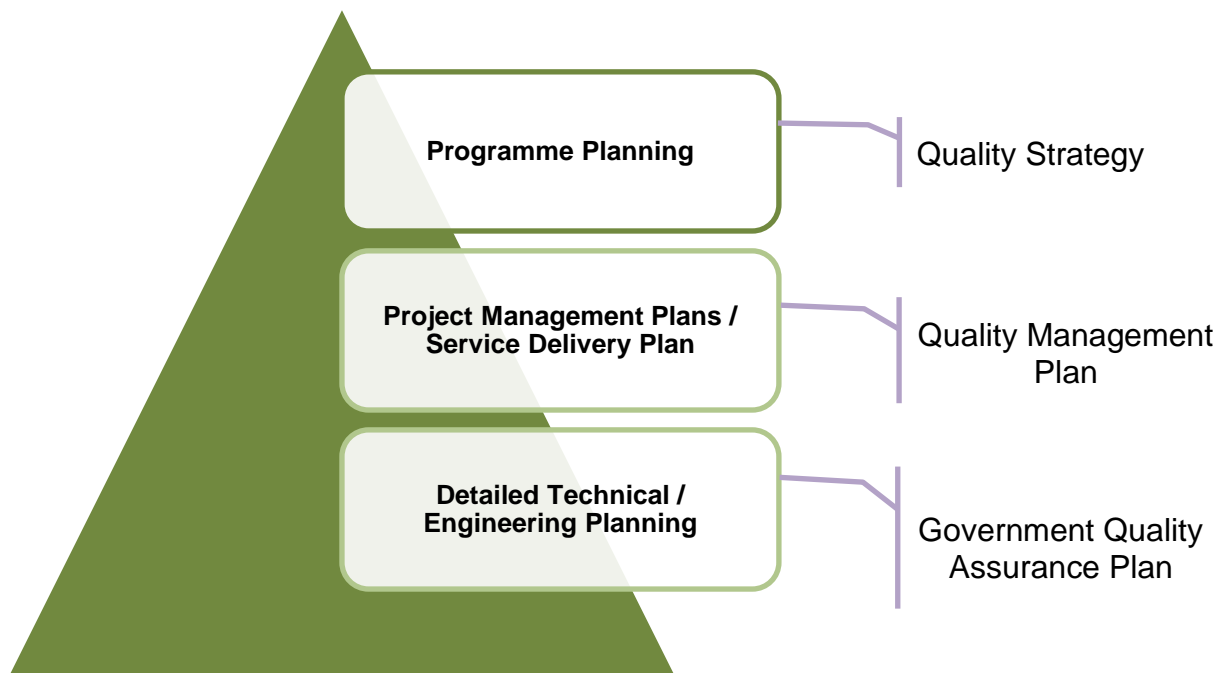 Programme Planning
Quality Strategy
Project Management Plans /
Service Delivery Plan
Quality Management
Plan
Detailed Technical /
Engineering Planning
Government Quality
Assurance Plan